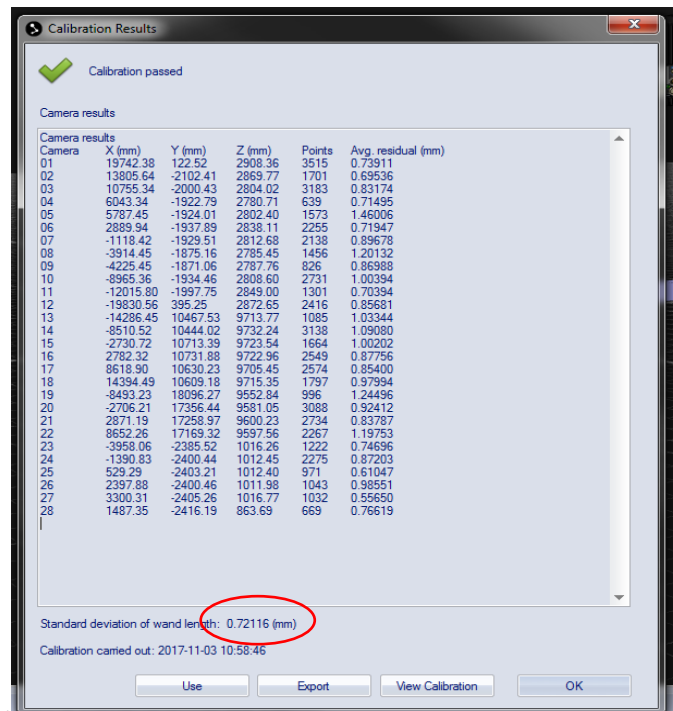 Calibration Results
Calibration passed
Camera results
Camera results
Camera X (mm) Y (mm) Z (mm) Points Avg. residual (mm)
01 19742.38 122.52 2908.36 3515 0.73911
02 13805.64 -2102.41 2869.77 1701 0.69536
03 10755.34 -2000.43 2804.02 3183 0.83174
04 6043.34 -1922.79 2780.71 639 0.71495
05 5787.45 -1924.01 2802.40 1573 1.46006
06 2889.94 -1937.89 2838.11 2255 0.71947
07 -1118.42 -1929.51 2812.68 2138 0.89678
08 -3914.45 -1875.16 2785.45 1456 1.20132
09 -4225.45 -1871.06 2787.76 826 0.86988
10 -8965.36 -1934.46 2808.60 2731 1.00394
11 -12015.80 -1997.75 2849.00 1301 0.70394
12 -19830.56 395.25 2872.65 2416 0.85681
13 -14286.45 10467.53 9713.77 1085 1.03344
14 -8510.52 10444.02 9732.24 3138 1.09080
15 -2730.72 10713.39 9723.54 1664 1.00202
16 2782.32 10731.88 9722.96 2549 0.87756
17 8618.90 10630.23 9705.45 2574 0.85400
18 14394.49 10609.18 9715.35 1797 0.97994
19 -8493.23 18096.27 9552.84 996 1.24496
20 -2706.21 17356.44 9581.05 3088 0.92412
21 2871.19 17258.97 9600.23 2734 0.83787
22 8652.26 17169.32 9597.56 2267 1.19753
23 -3958.06 -2385.52 1016.26 1222 0.74696
24 -1390.83 -2400.44 1012.45 2275 0.87203
25 529.29 -2403.21 1012.40 971 0.61047
26 2397.88 -2400.46 1011.98 1043 0.98551
27 3300.31 -2405.26 1016.77 1032 0.55650
28 1487.35 -2416.19 863.69 669 0.76619
Standard deviation of wand length: 0.72116 (mm)
Calibration carried out: 2017-11-03 10:58:46
Use Export View Calibration OK